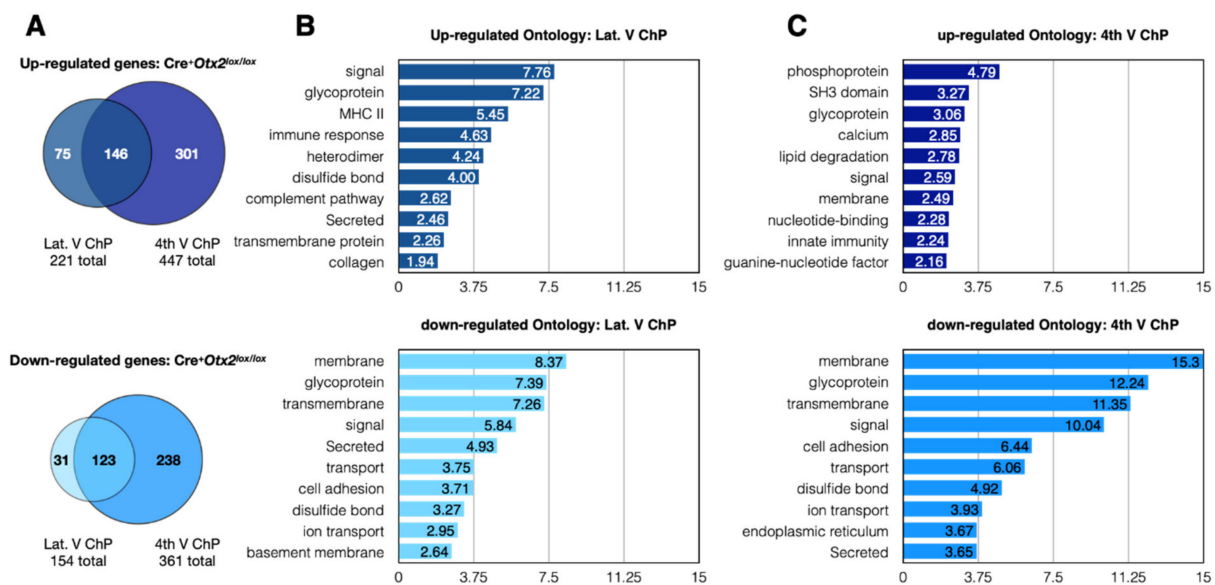 A
Up-regulated genes: Cre+Otx2lox/lox
75
146
301
Lat. V ChP
221 total
4th V ChP
447 total
Down-regulated genes: Cre+Otx2lox/lox
31
123
238
Lat. V ChP
154 total
4th V ChP
361 total
B
Up-regulated Ontology: Lat. V ChP
signal 7.76
glycoprotein 7.22
MHC II 5.45
immune response 4.63
heterodimer 4.24
disulfide bond 4.00
complement pathway 2.62
Secreted 2.46
transmembrane protein 2.26
collagen 1.94
0 3.75 7.5 11.25 15
down-regulated Ontology: Lat. V ChP
membrane 8.37
glycoprotein 7.39
transmembrane 7.26
signal 5.84
Secreted 4.93
transport 3.75
cell adhesion 3.71
disulfide bond 3.27
ion transport 2.95
basement membrane 2.64
0 3.75 7.5 11.25 15
C
up-regulated Ontology: 4th V ChP
phosphoprotein 4.79
SH3 domain 3.27
glycoprotein 3.06
calcium 2.85
lipid degradation 2.78
signal 2.59
membrane 2.49
nucleotide-binding 2.28
innate immunity 2.24
guanine-nucleotide factor 2.16
0 3.75 7.5 11.25 15
down-regulated Ontology: 4th V ChP
membrane 15.3
glycoprotein 12.24
transmembrane 11.35
signal 10.04
cell adhesion 6.44
transport 6.06
disulfide bond 4.92
ion transport 3.93
endoplasmic reticulum 3.67
Secreted 3.65
0 3.75 7.5 11.25 15